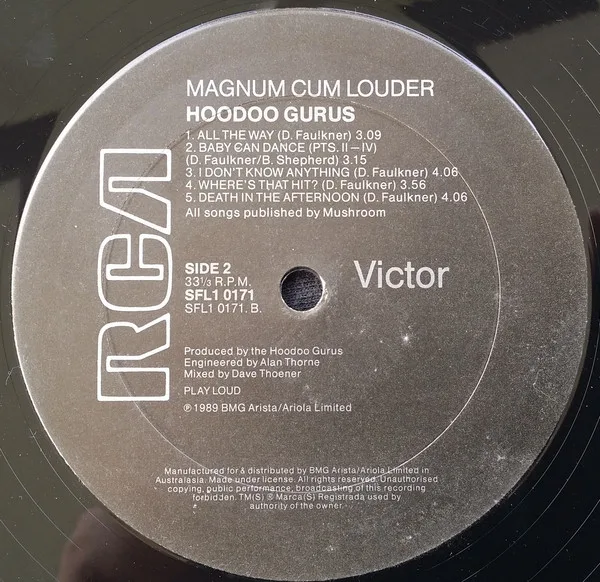 MAGNUM CUM LOUDER
HOODOO GURUS
1. ALL THE WAY (D. Faulkner) 3.09
2. BABY CAN DANCE (PTS. II—IV)
(D. Faulkner/B. Shepherd) 3.15
3. I DON'T KNOW ANYTHING (D. Faulkner) 4.06
4. WHERE'S THAT HIT? (D. Faulkner) 3.56
5. DEATH IN THE AFTERNOON (D. Faulkner) 4.06
All songs published by Mushroom
RCA
SIDE 2
33⅓ R.P.M.
SFL1 0171
SFL1 0171. B.
Victor
Produced by the Hoodoo Gurus
Engineered by Alan Thorne
Mixed by Dave Thoener
PLAY LOUD
℗ 1989 BMG Arista/Ariola Limited
Manufactured for & distributed by BMG Arista/Ariola Limited in
Australasia. Made under license. All rights reserved. Unauthorised
copying, public performance, broadcasting of this recording
forbidden. TM(S) ® Marca(S) Registrada used by
authority of the owner.